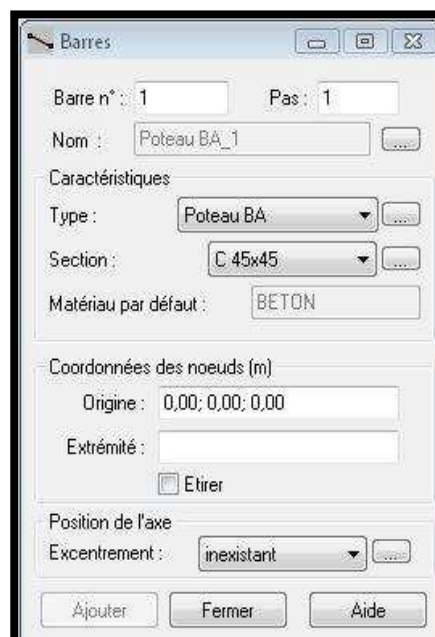 Barres
Barre n° : 1 Pas : 1
Nom : Poteau BA_1 ...
Caractéristiques
Type : Poteau BA ...
Section : C 45x45 ...
Matériau par défaut : BETON
Coordonnées des noeuds (m)
Origine : 0,00; 0,00; 0,00
Extrémité :
Etirer
Position de l'axe
Excentrement : inexistant ...
Ajouter Fermer Aide